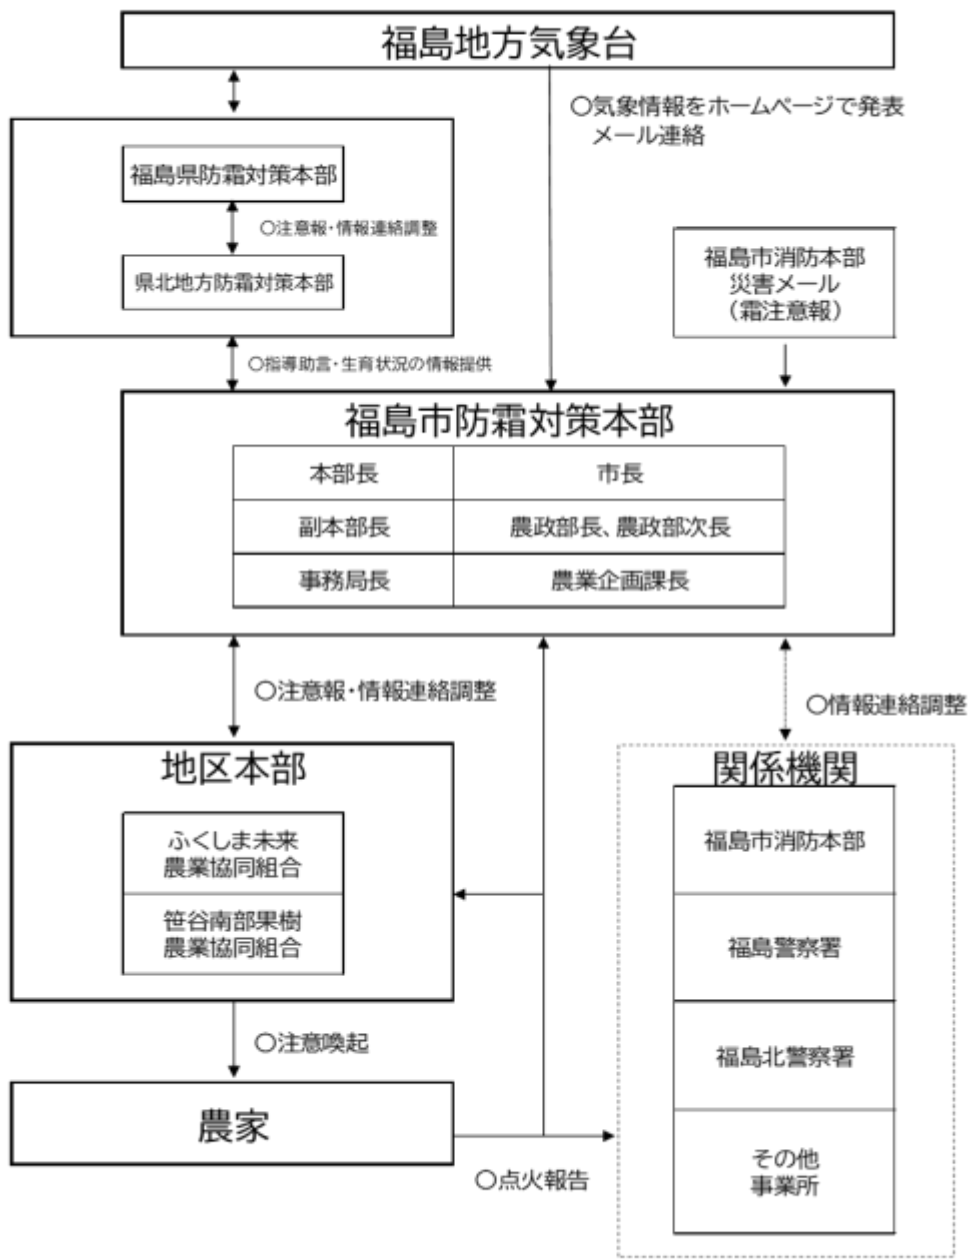 福島地方気象台
〇気象情報をホームページで発表
メール連絡
福島県防霜対策本部
〇注意報・情報連絡調整
県北地方防霜対策本部
福島市消防本部
災害メール
（霜注意報）
〇指導助言・生育状況の情報提供
福島市防霜対策本部
本部長 市長
副本部長 農政部長、農政部次長
事務局長 農業企画課長
〇注意報・情報連絡調整
〇情報連絡調整
地区本部
ふくしま未来
農業協同組合
笹谷南部果樹
農業協同組合
関係機関
福島市消防本部
福島警察署
福島北警察署
その他
事業所
〇注意喚起
農家
〇点火報告